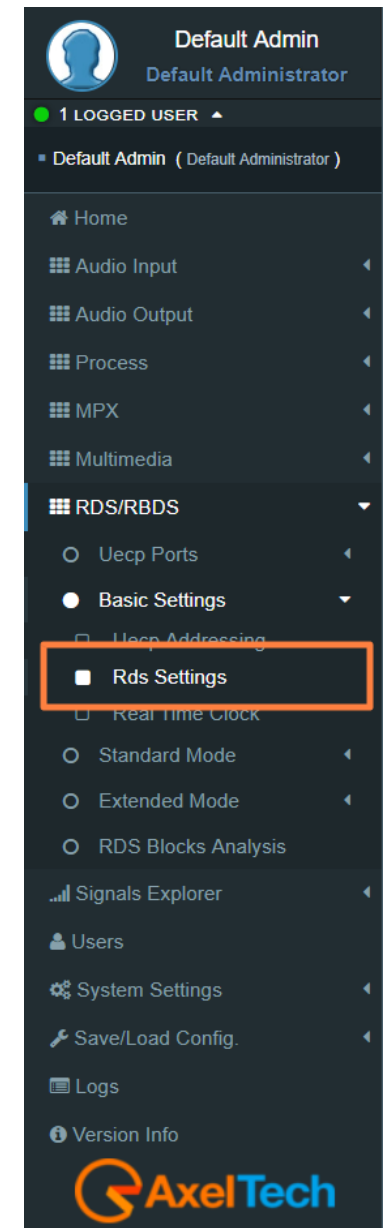 Default Admin
Default Administrator
1 LOGGED USER
Default Admin ( Default Administrator )
Home
Audio Input
Audio Output
Process
MPX
Multimedia
RDS/RBDS
Uecp Ports
Basic Settings
Uecp Addressing
Rds Settings
Real Time Clock
Standard Mode
Extended Mode
RDS Blocks Analysis
Signals Explorer
Users
System Settings
Save/Load Config.
Logs
Version Info
AxelTech